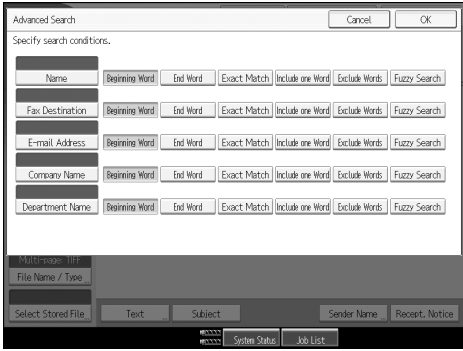 Advanced Search Cancel OK
Specify search conditions.
Name Beginning Word End Word Exact Match Include one Word Exclude Words Fuzzy Search
Fax Destination Beginning Word End Word Exact Match Include one Word Exclude Words Fuzzy Search
E-mail Address Beginning Word End Word Exact Match Include one Word Exclude Words Fuzzy Search
Company Name Beginning Word End Word Exact Match Include one Word Exclude Words Fuzzy Search
Department Name Beginning Word End Word Exact Match Include one Word Exclude Words Fuzzy Search
Multi-page: TIFF
File Name / Type
Select Stored File Text Subject Sender Name Recept. Notice
System Status Job List